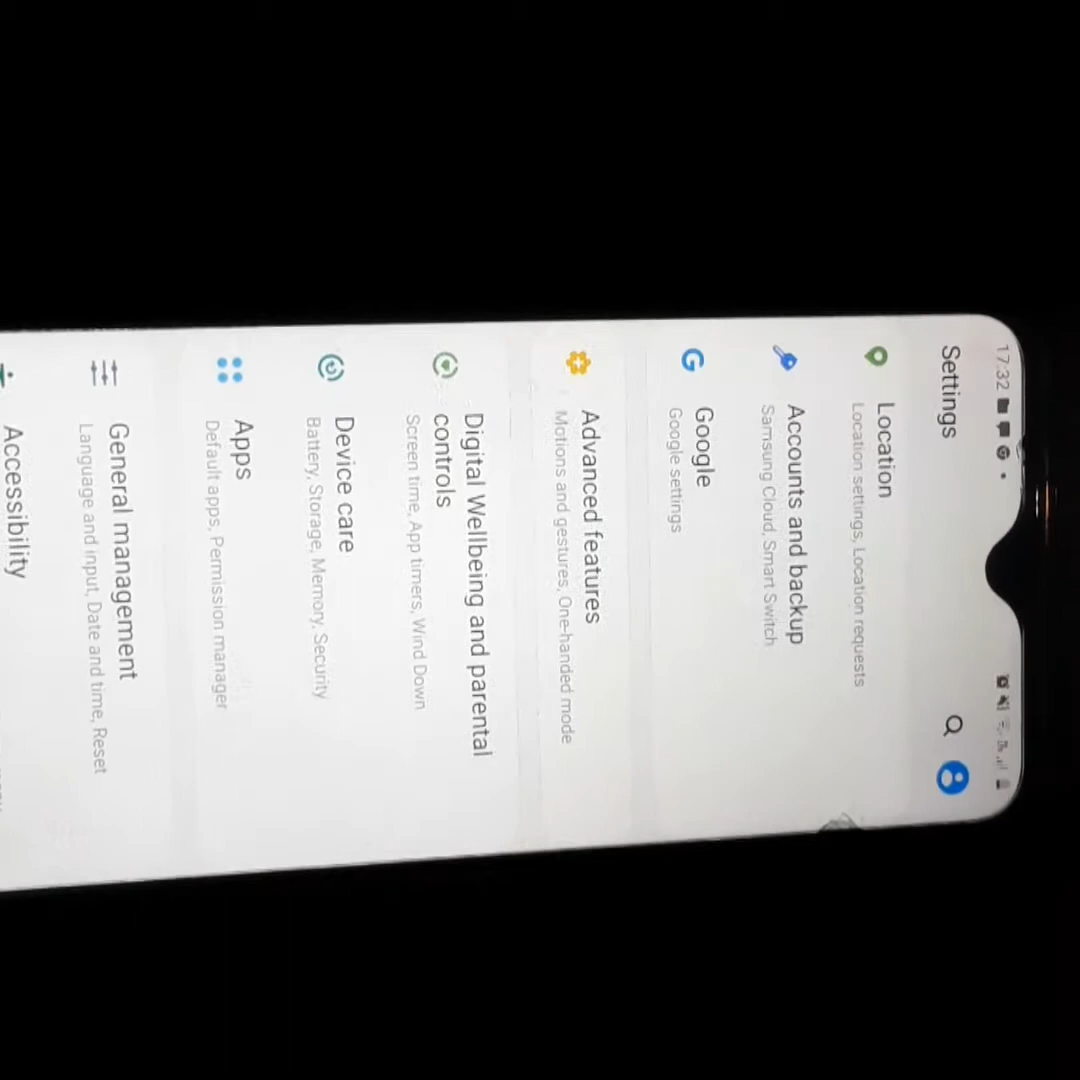 17:32
Settings
Location
Location settings, Location requests
Accounts and backup
Samsung Cloud, Smart Switch
Google
Google settings
Advanced features
Motions and gestures, One-handed mode
Digital Wellbeing and parental
controls
Screen time, App timers, Wind Down
Device care
Battery, Storage, Memory, Security
Apps
Default apps, Permission manager
General management
Language and input, Date and time, Reset
Accessibility